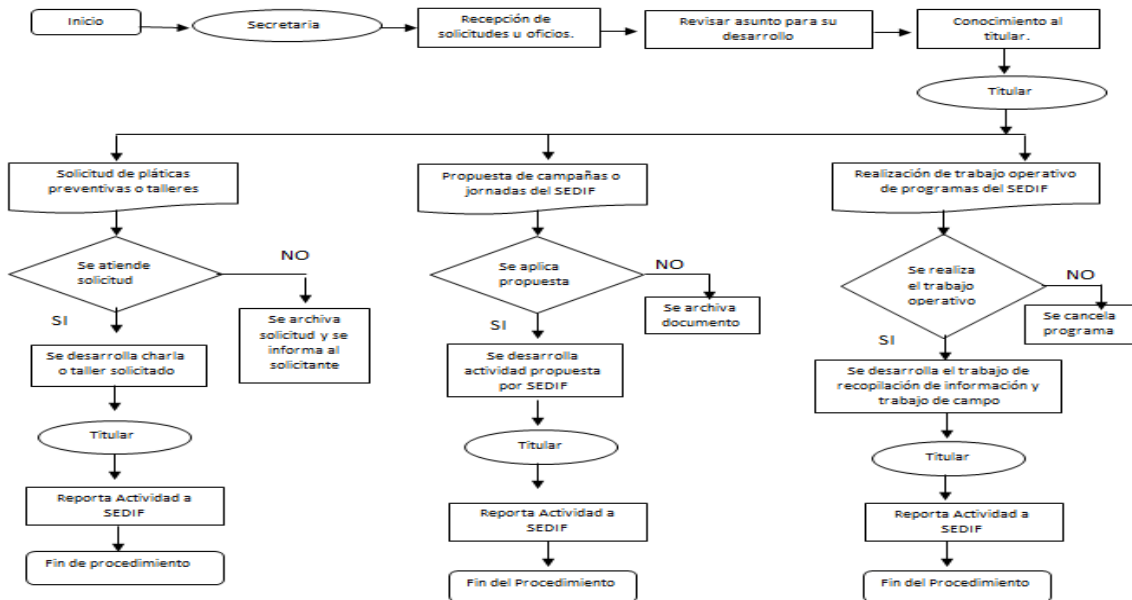 Inicio
Secretaria
Recepción de
solicitudes u oficios.
Revisar asunto para su
desarrollo
Conocimiento al
titular.
Titular
Solicitud de pláticas
preventivas o talleres
Se atiende
solicitud
NO
SI
Se archiva
solicitud y se
informa al
solicitante
Se desarrolla charla
o taller solicitado
Titular
Reporta Actividad a
SEDIF
Fin de procedimiento
Propuesta de campañas o
jornadas del SEDIF
Se aplica
propuesta
NO
SI
Se archiva
documento
Se desarrolla
actividad propuesta
por SEDIF
Titular
Reporta Actividad a
SEDIF
Fin del Procedimiento
Realización de trabajo operativo
de programas del SEDIF
Se realiza
el trabajo
operativo
NO
SI
Se cancela
programa
Se desarrolla el trabajo de
recopilación de información y
trabajo de campo
Titular
Reporta Actividad a
SEDIF
Fin del Procedimiento